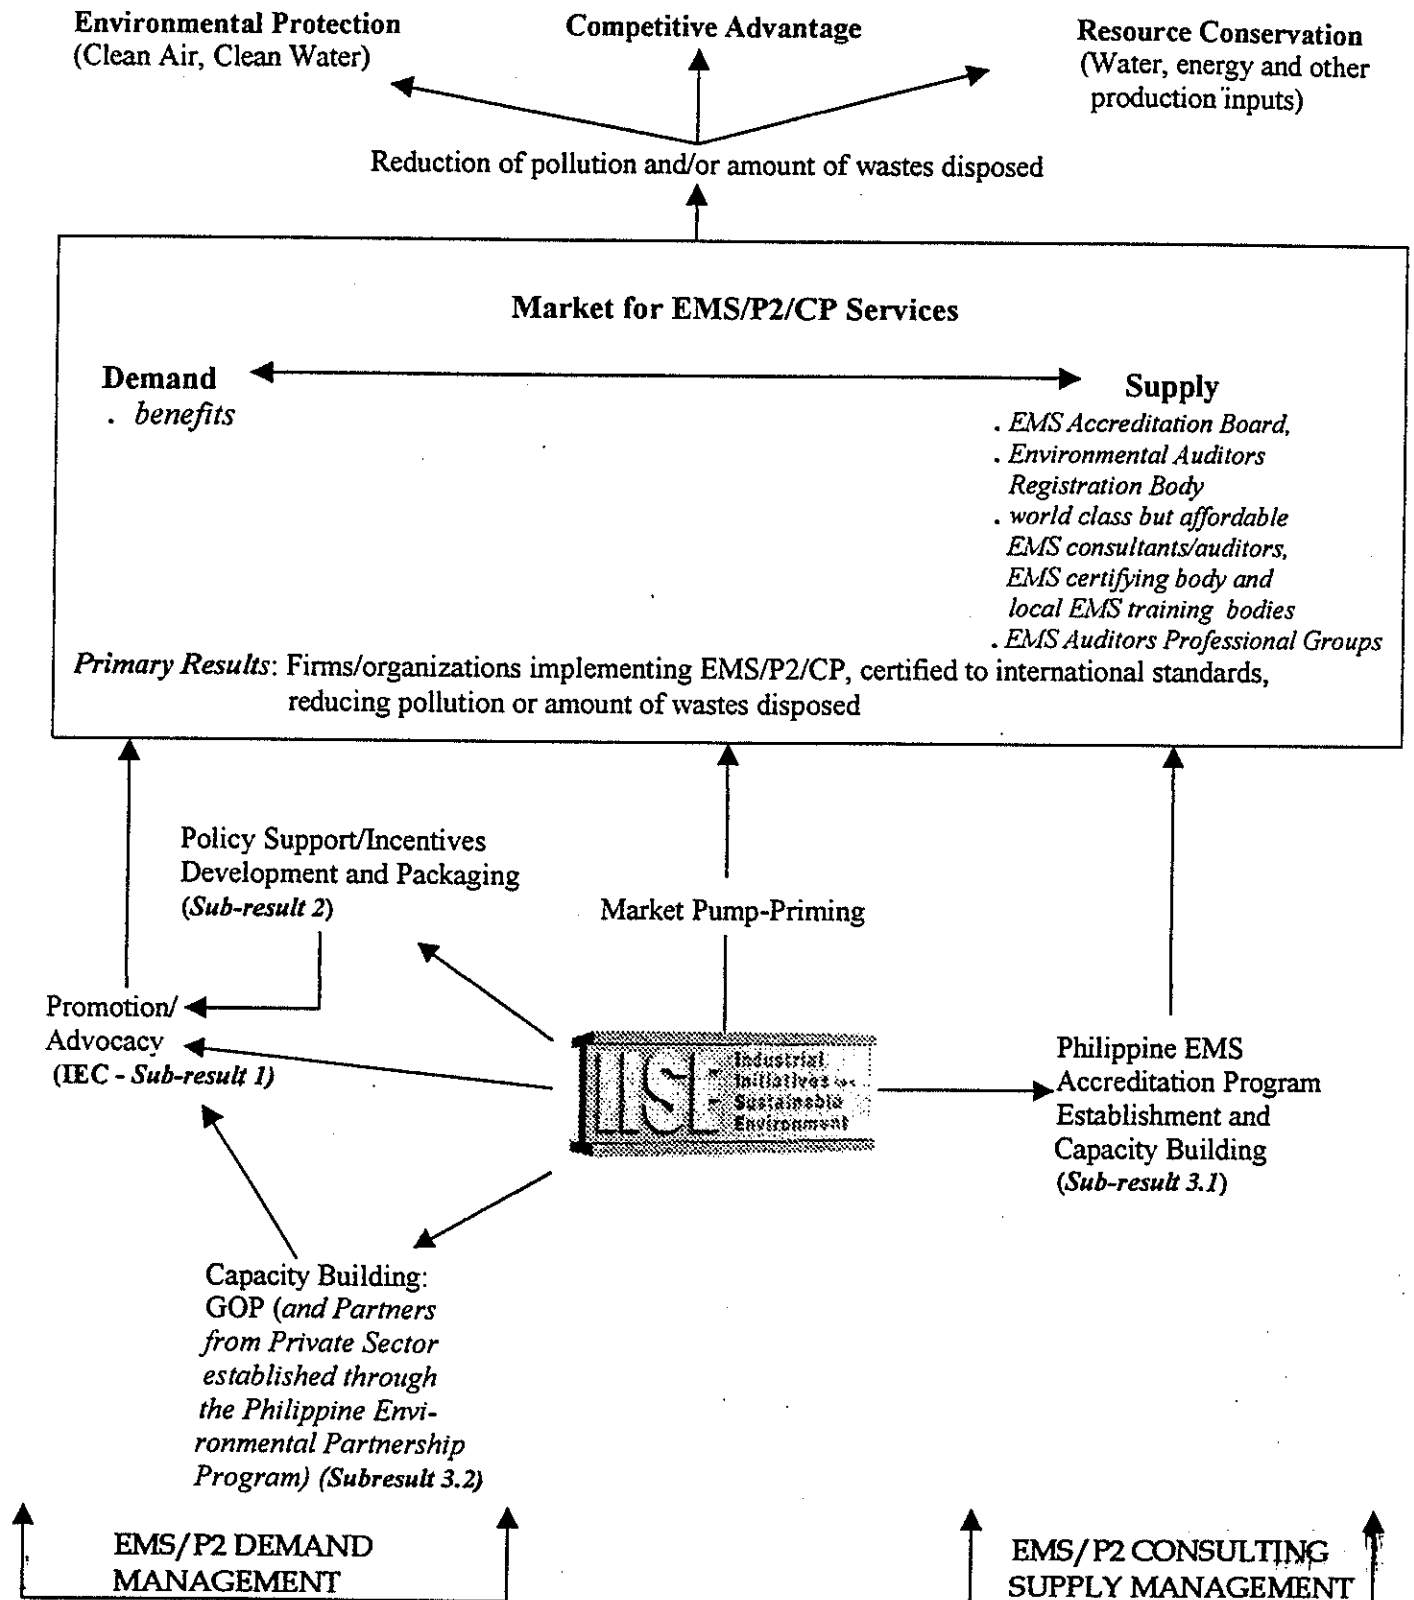 Environmental Protection
(Clean Air, Clean Water)
Competitive Advantage
Resource Conservation
(Water, energy and other
production inputs)
Reduction of pollution and/or amount of wastes disposed
Market for EMS/P2/CP Services
Demand
. benefits
Supply
. EMS Accreditation Board,
. Environmental Auditors
Registration Body
. world class but affordable
EMS consultants/auditors,
EMS certifying body and
local EMS training bodies
. EMS Auditors Professional Groups
Primary Results: Firms/organizations implementing EMS/P2/CP, certified to international standards,
reducing pollution or amount of wastes disposed
Policy Support/Incentives
Development and Packaging
(Sub-result 2)
Market Pump-Priming
Promotion/
Advocacy
(IEC - Sub-result 1)
IISE
Industrial
Initiatives for
Sustainable
Environment
Philippine EMS
Accreditation Program
Establishment and
Capacity Building
(Sub-result 3.1)
Capacity Building:
GOP (and Partners
from Private Sector
established through
the Philippine Envi-
ronmental Partnership
Program) (Subresult 3.2)
EMS/P2 DEMAND
MANAGEMENT
EMS/P2 CONSULTING
SUPPLY MANAGEMENT